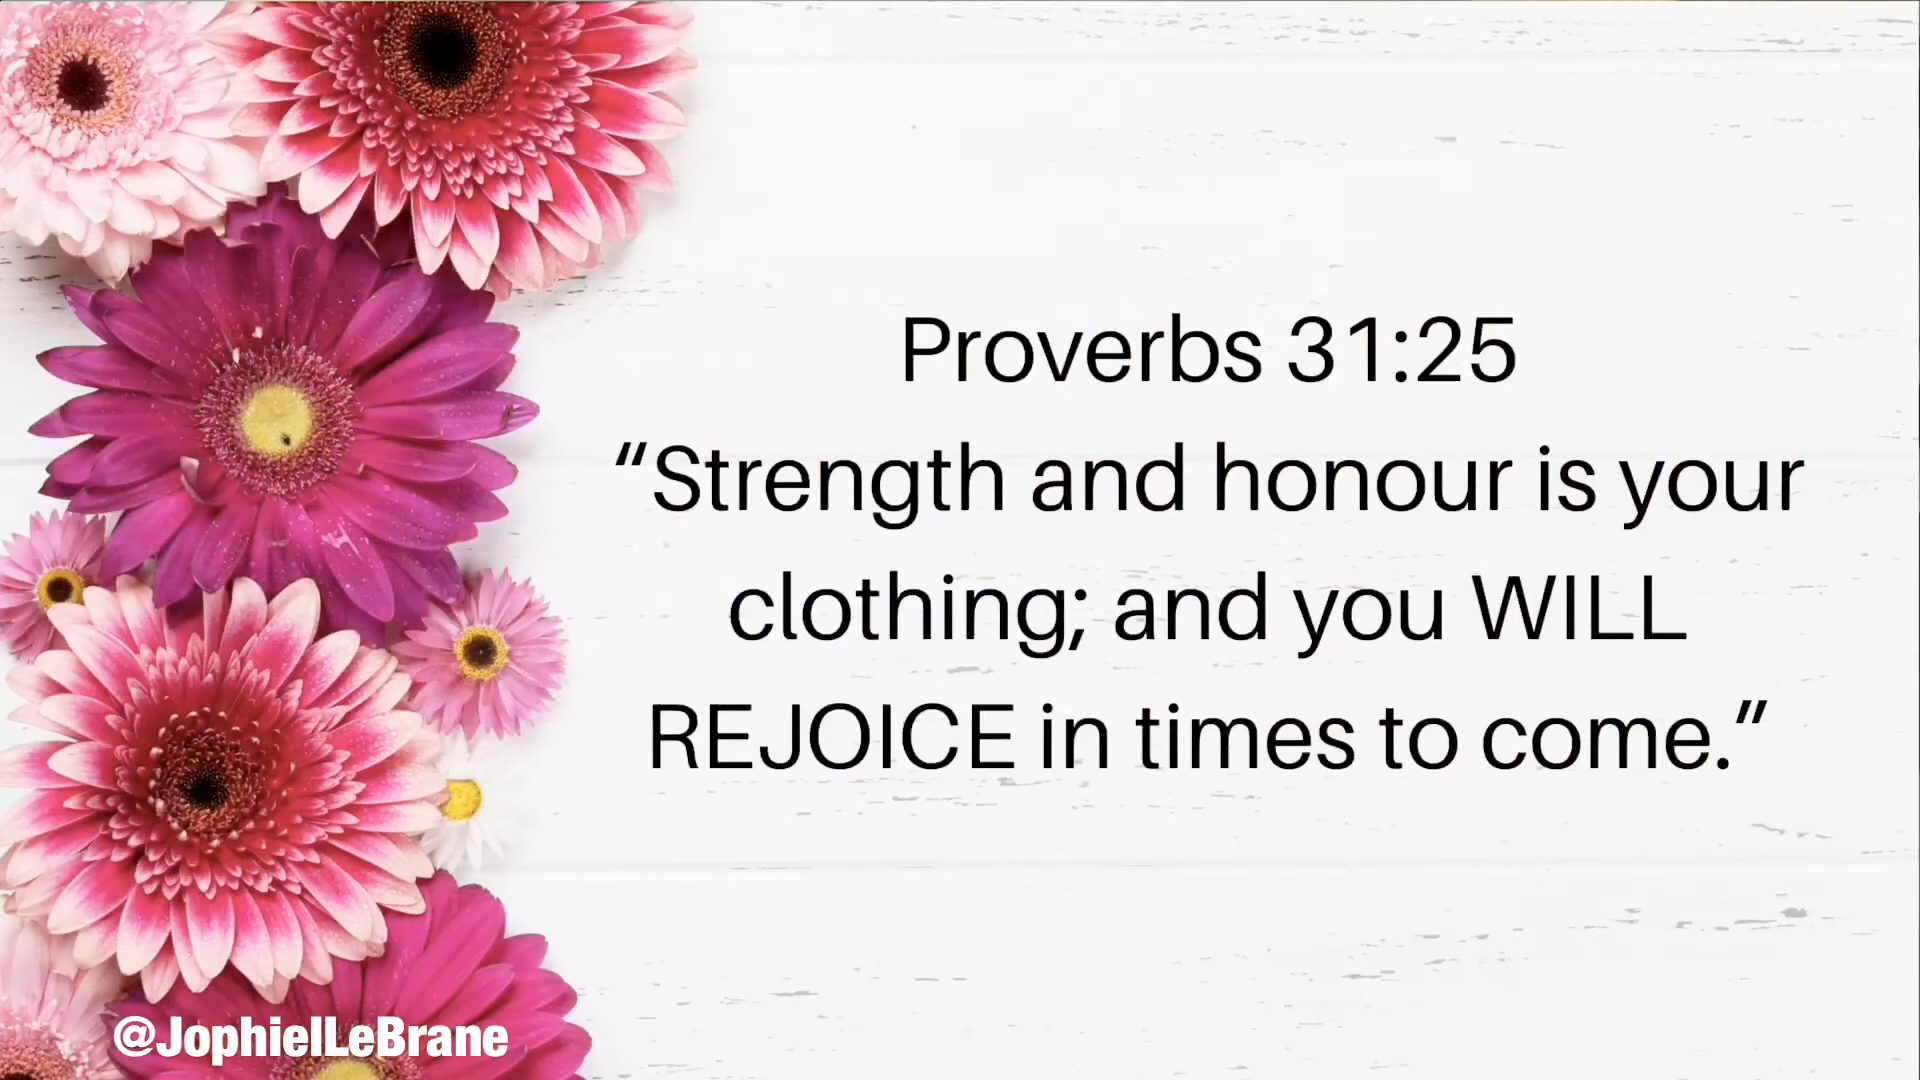 Proverbs 31:25
“Strength and honour is your
clothing; and you WILL
REJOICE in times to come.”
@JophielLeBrane